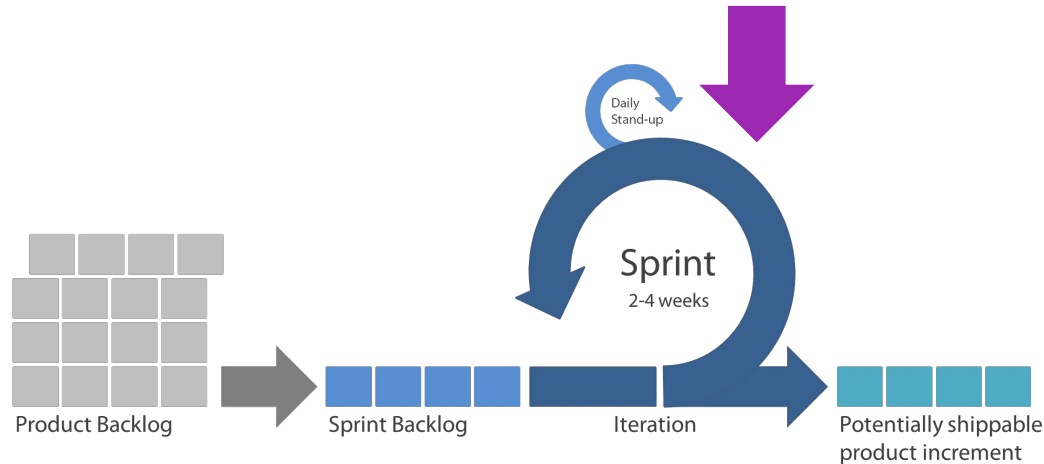 Daily
Stand-up
Sprint
2-4 weeks
Product Backlog
Sprint Backlog
Iteration
Potentially shippable
product increment